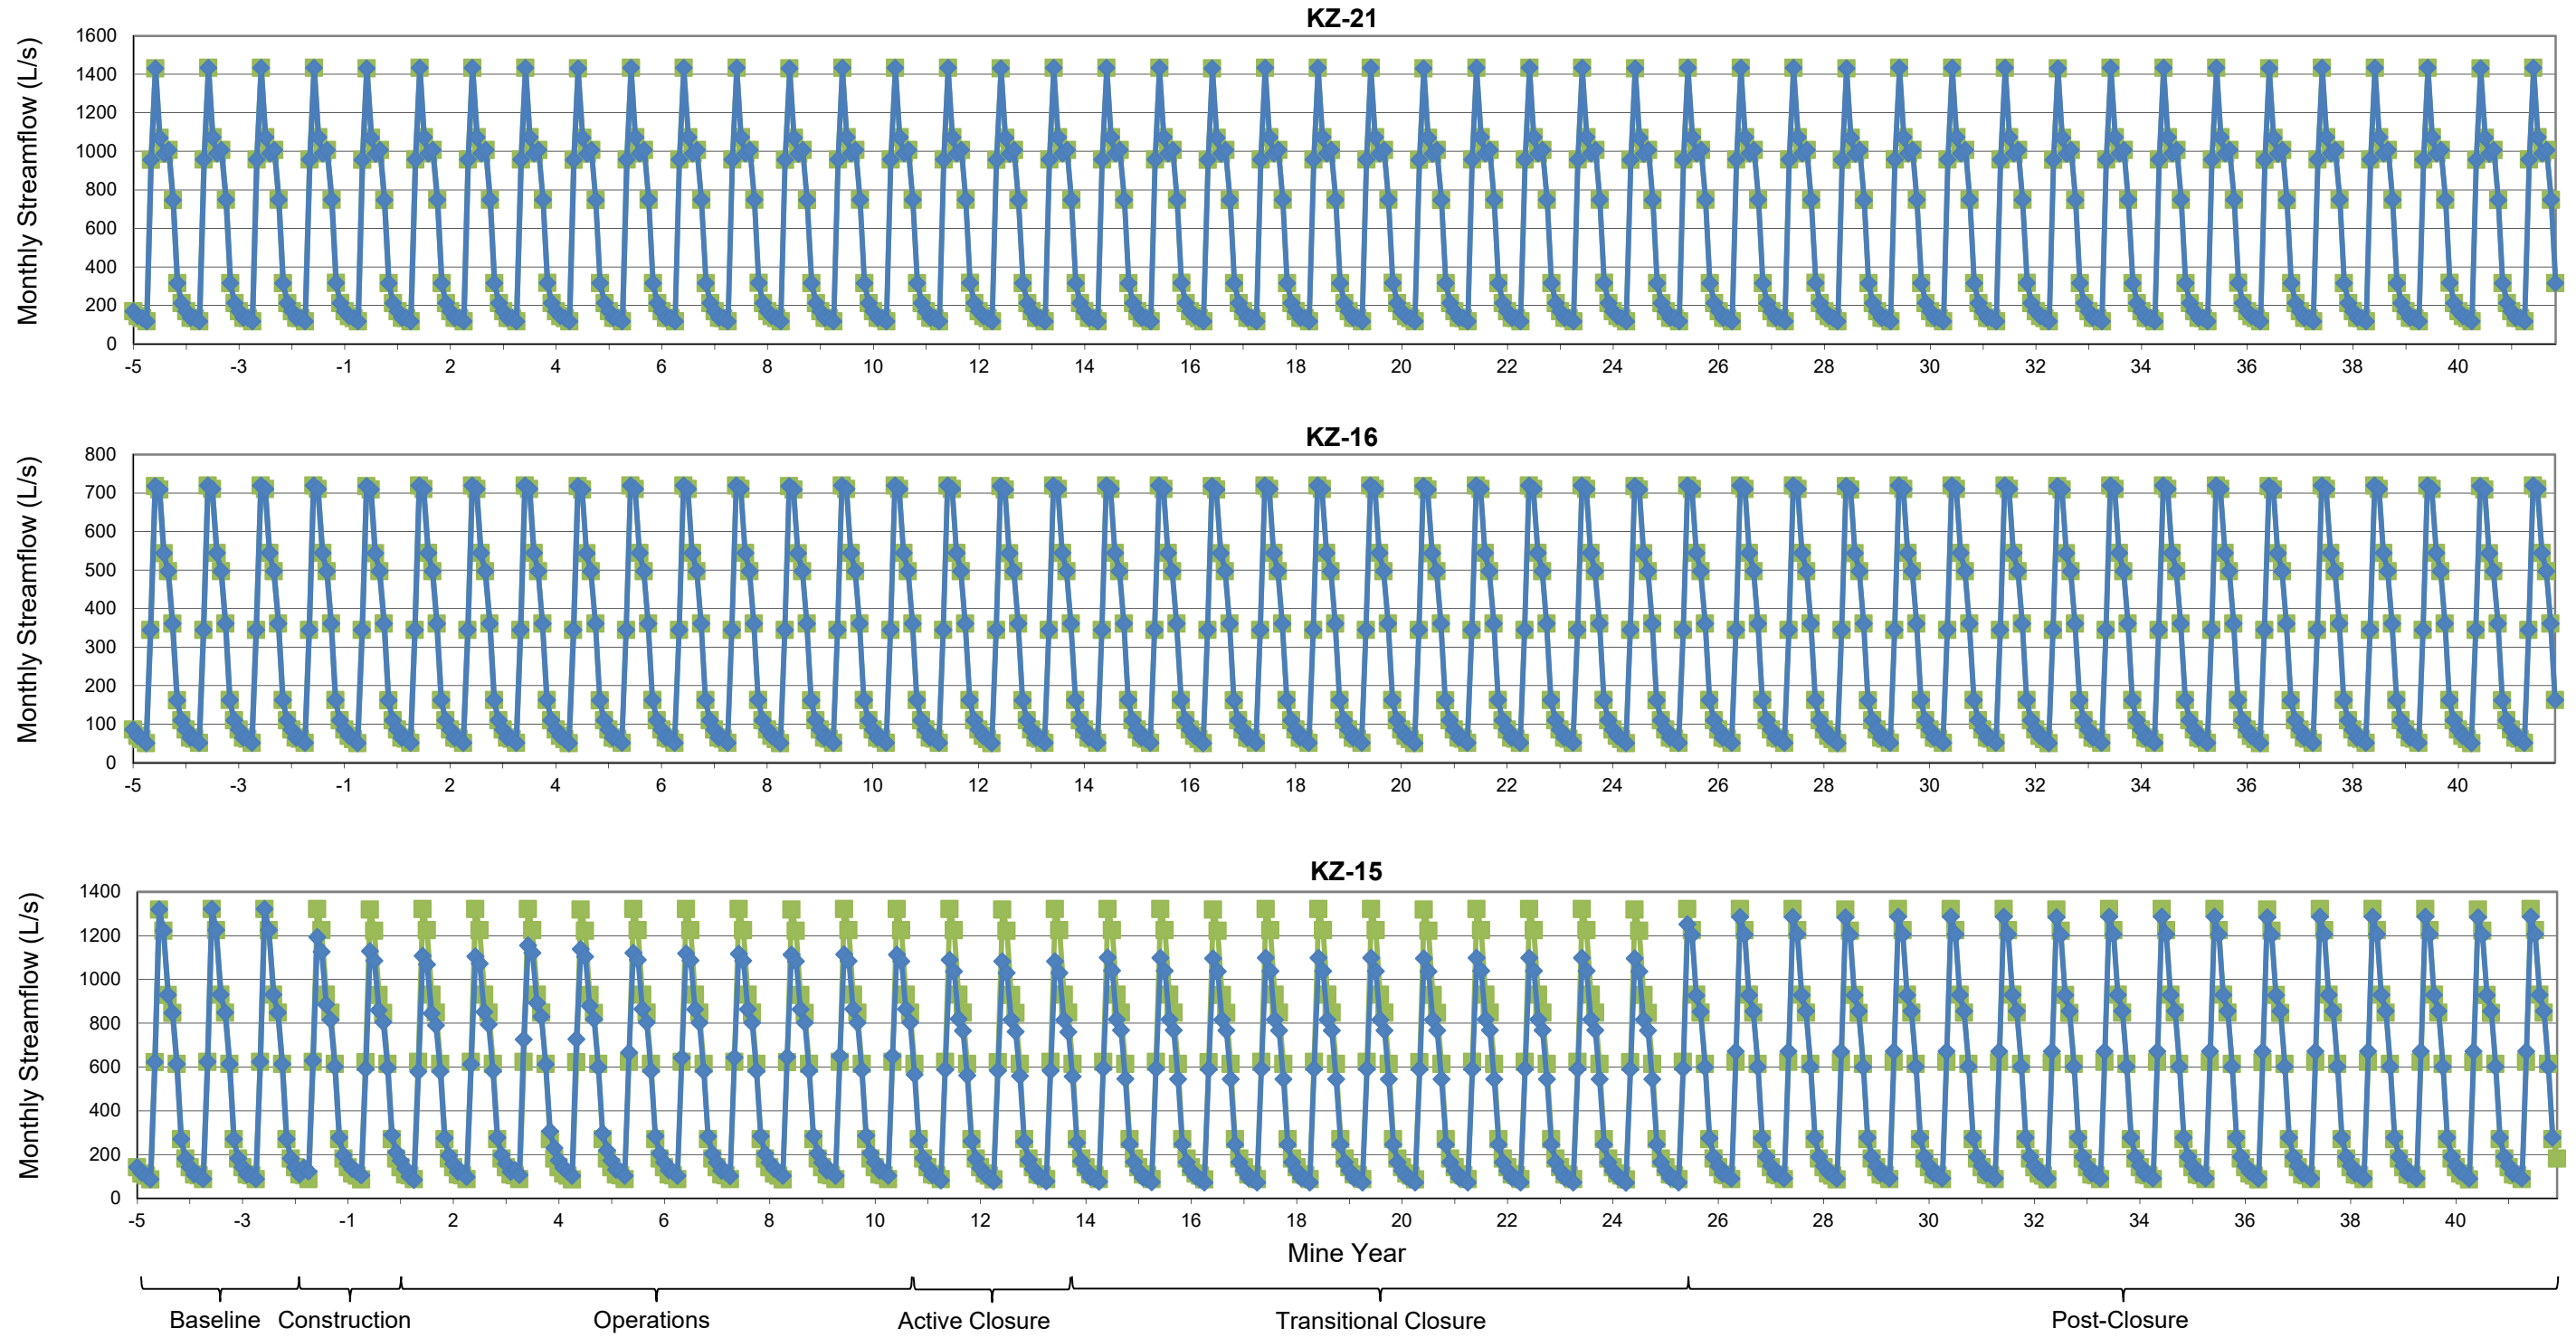 KZ-21
Monthly Streamflow (L/s)
1600
1400
1200
1000
800
600
400
200
0
-5 -3 -1 2 4 6 8 10 12 14 16 18 20 22 24 26 28 30 32 34 36 38 40
KZ-16
Monthly Streamflow (L/s)
800
700
600
500
400
300
200
100
0
-5 -3 -1 2 4 6 8 10 12 14 16 18 20 22 24 26 28 30 32 34 36 38 40
KZ-15
Monthly Streamflow (L/s)
1400
1200
1000
800
600
400
200
0
-5 -3 -1 2 4 6 8 10 12 14 16 18 20 22 24 26 28 30 32 34 36 38 40
Mine Year
Baseline Construction Operations Active Closure Transitional Closure Post-Closure